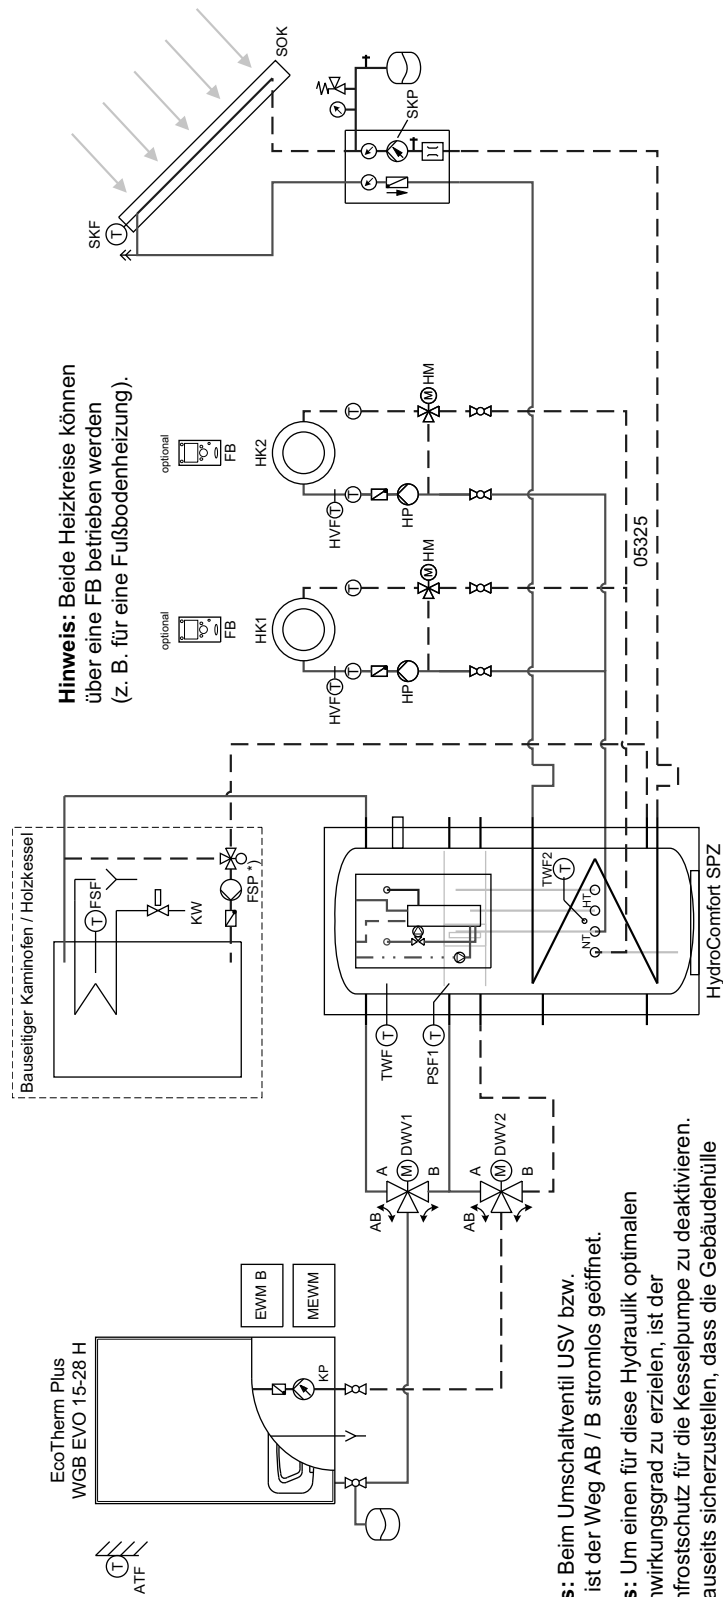 EcoTherm Plus
WGB EVO 15-28 H
ATF
T
KP
EWM B
MEWM
AB
A
M DWV1
B
AB
A
M DWV2
B
Bauseitiger Kaminofen / Holzkessel
T FSF
KW
FSP *)
TWF T
PSF1 T
TWF2
T
NT
HT
HydroComfort SPZ
Hinweis: Beide Heizkreise können
über eine FB betrieben werden
(z. B. für eine Fußbodenheizung).
optional
FB
HK1
HVF T
T
T
HP
M HM
optional
FB
HK2
HVF T
T
T
HP
M HM
05325
SKF
T
SOK
SKP
s: Beim Umschaltventil USV bzw.
ist der Weg AB / B stromlos geöffnet.
s: Um einen für diese Hydraulik optimalen
nwirkungsgrad zu erzielen, ist der
nfrostschutz für die Kesselpumpe zu deaktivieren.
auseits sicherzustellen, dass die Gebäudehülle